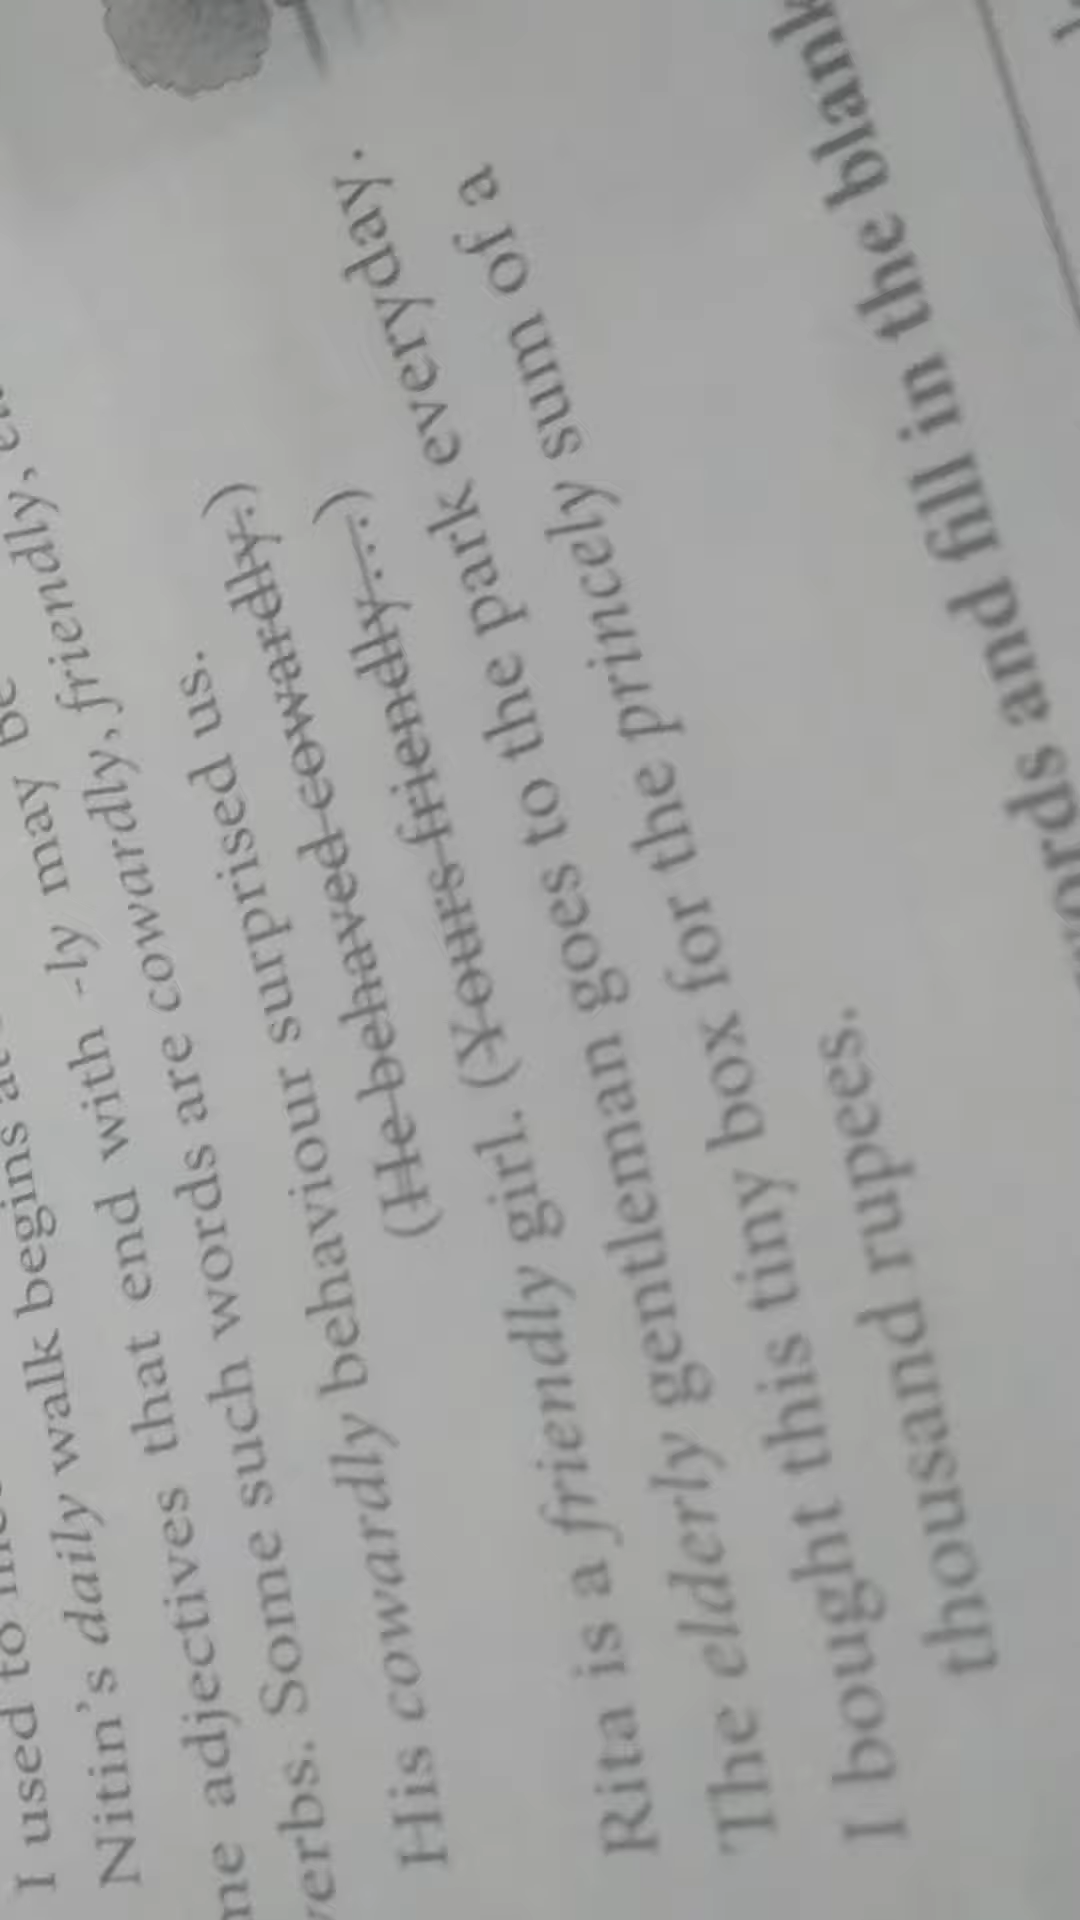 I used to
Nitin's daily walk begins at
me adjectives that end with -ly may be
verbs. Some such words are cowardly, friendly,
His cowardly behaviour surprised us.
(He behaved cowardly.)
Rita is a friendly girl. (Yours friendly....)
The elderly gentleman goes to the park everyday.
I bought this tiny box for the princely sum of a
thousand rupees.
words and fill in the blank